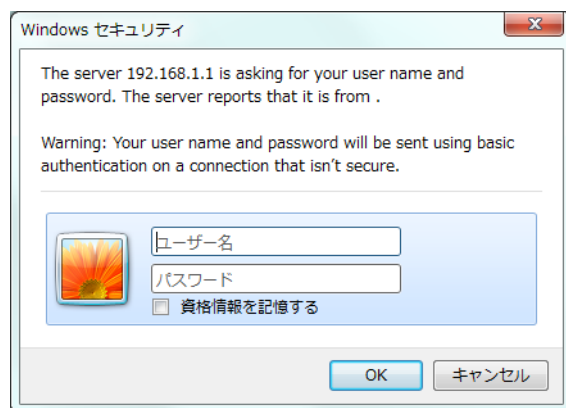 Windows セキュリティ
The server 192.168.1.1 is asking for your user name and
password. The server reports that it is from .
Warning: Your user name and password will be sent using basic
authentication on a connection that isn't secure.
ユーザー名
パスワード
資格情報を記憶する
OK
キャンセル